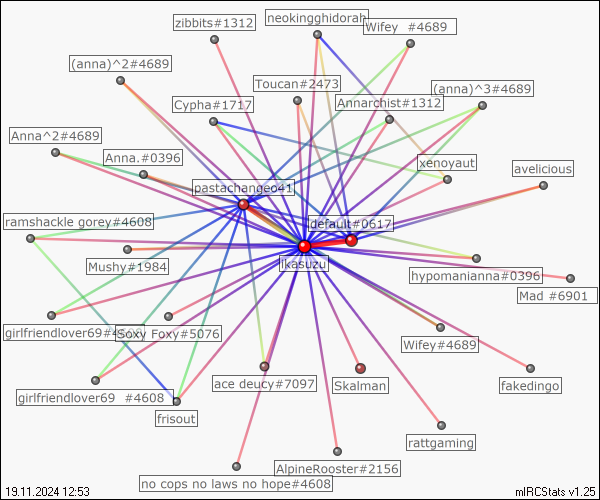 zibbits#1312
neokingghidorah
Wifey  #4689
(anna)^2#4689
Toucan#2473
(anna)^3#4689
Cypha#1717
Annarchist#1312
Anna^2#4689
Anna.#0396
xenoyaut
avelicious
pastachangeo41
ramshackle gorey#4608
default#0617
Ikasuzu
Mushy#1984
hypomanianna#0396
Mad #6901
girlfriendlover69#4608
Soxy Foxy#5076
Wifey#4689
girlfriendlover69  #4608
ace deucy#7097
Skalman
fakedingo
frisout
rattgaming
AlpineRooster#2156
no cops no laws no hope#4608
19.11.2024 12:53
mIRCStats v1.25